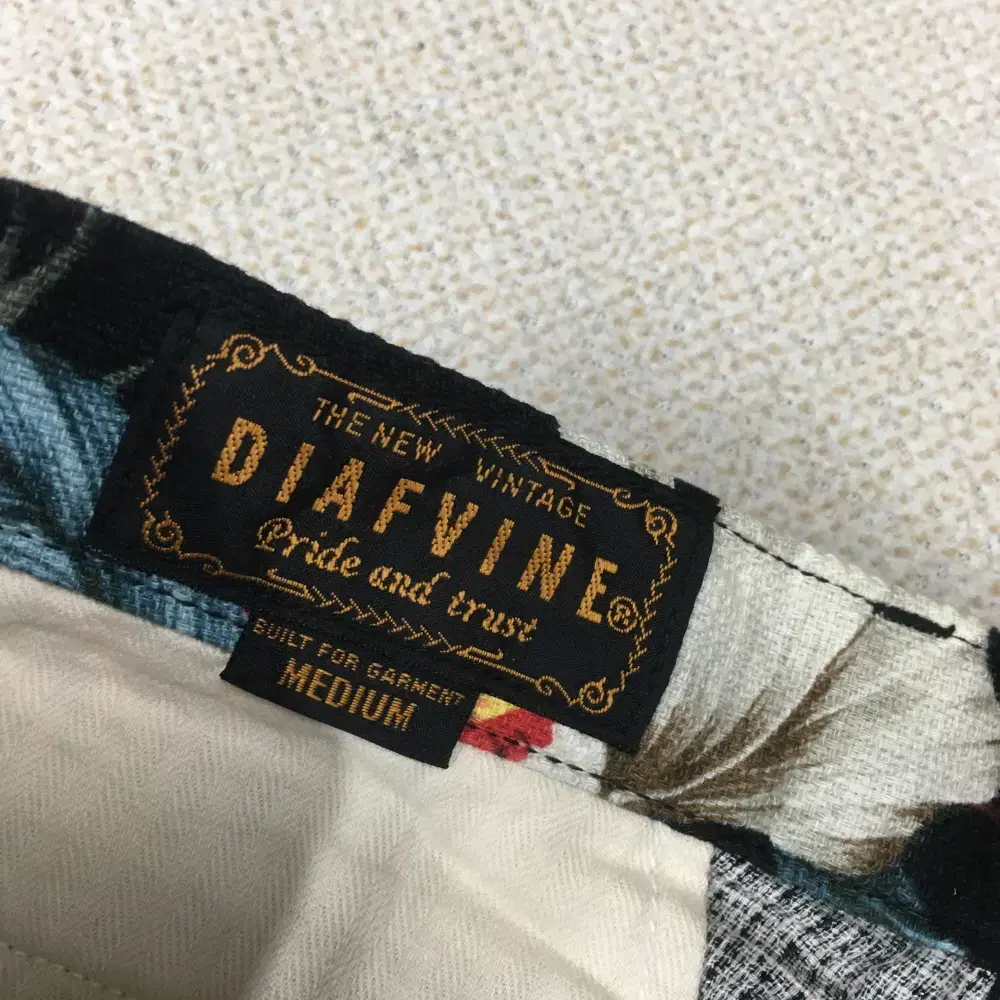 THE NEW VINTAGE
DIAFVINE®
Pride and trust
BUILT FOR GARMENT
MEDIUM